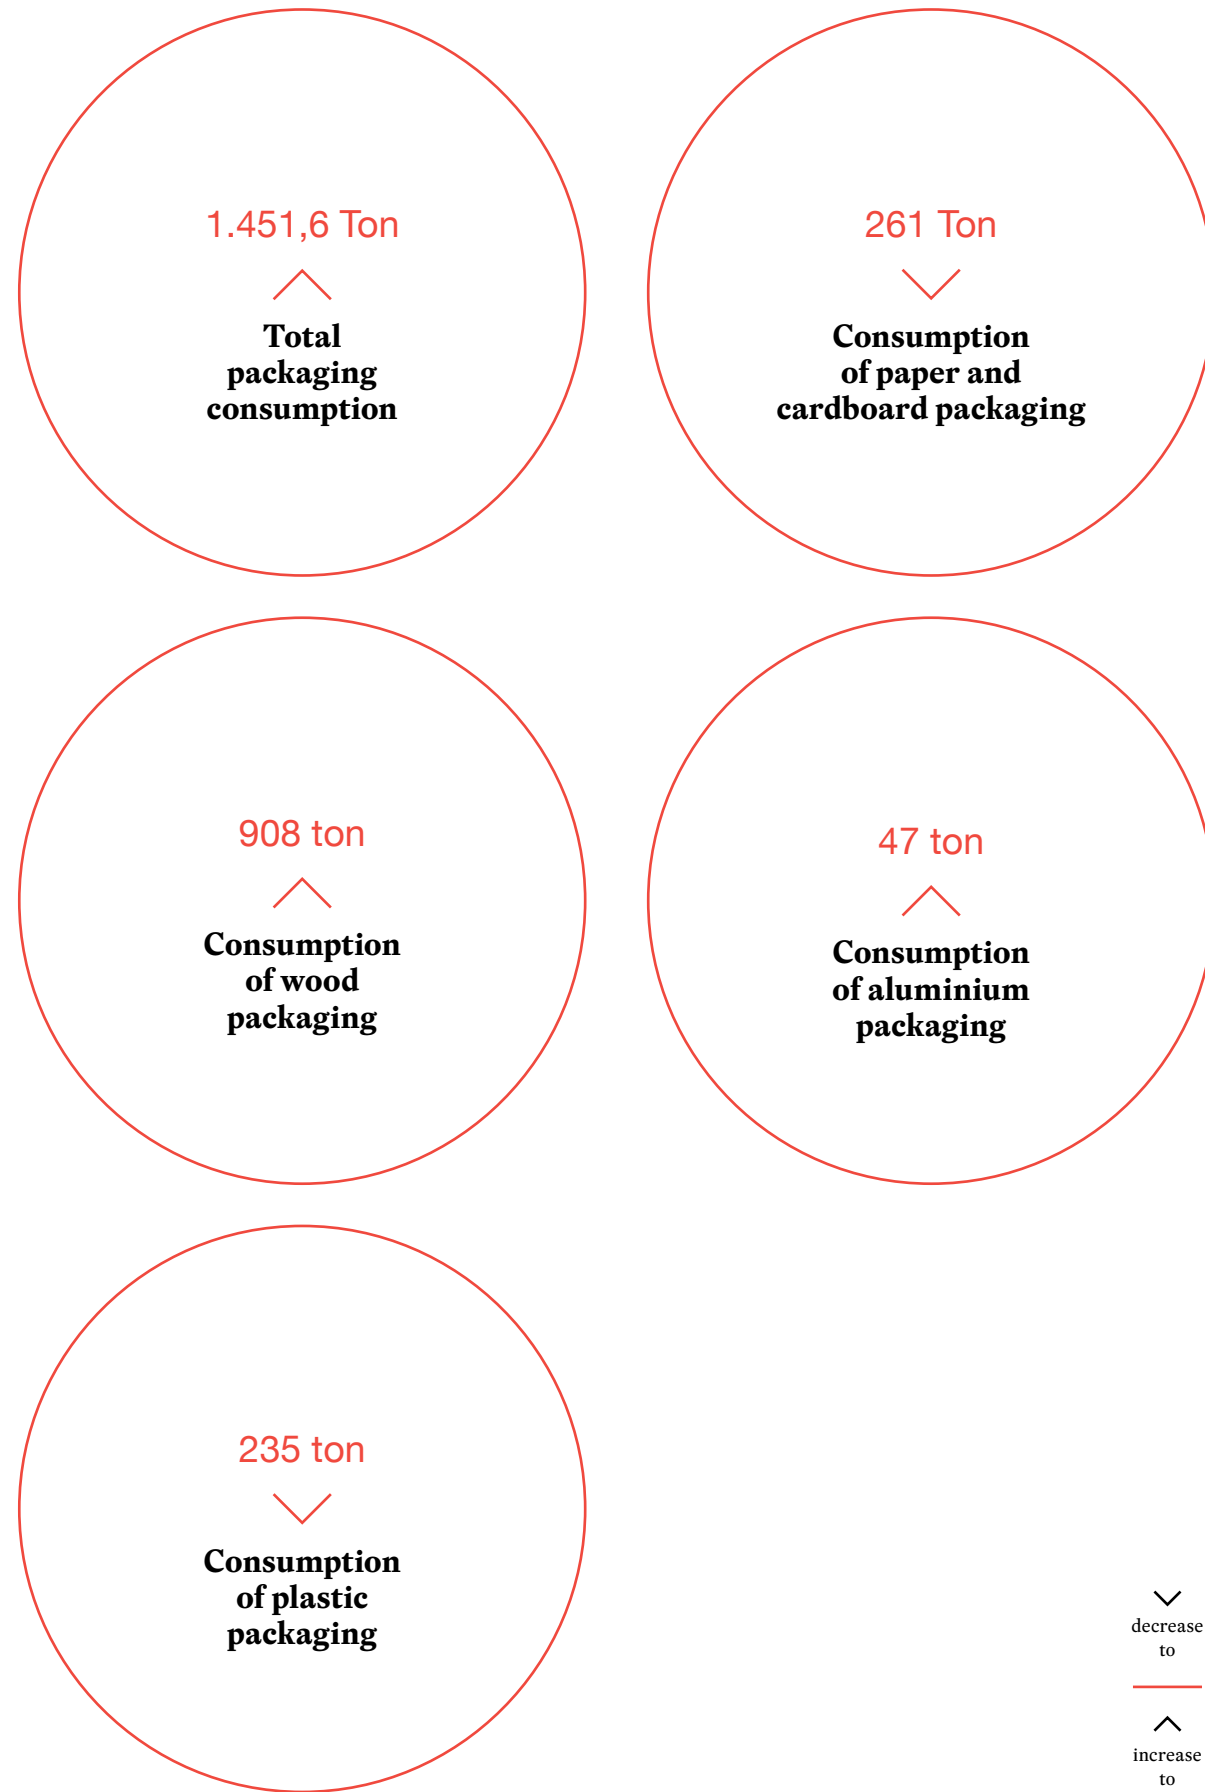 1.451,6 Ton
Total
packaging
consumption
261 Ton
Consumption
of paper and
cardboard packaging
908 ton
Consumption
of wood
packaging
47 ton
Consumption
of aluminium
packaging
235 ton
Consumption
of plastic
packaging
decrease
to
increase
to